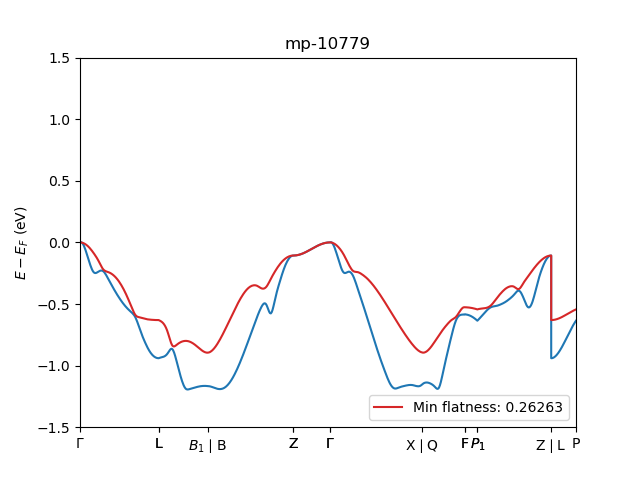 mp-10779
1.5
1.0
0.5
0.0
−0.5
−1.0
−1.5
E − E_F (eV)
Min flatness: 0.26263
Γ L B₁ | B Z Γ X | Q F P₁ Z | L P